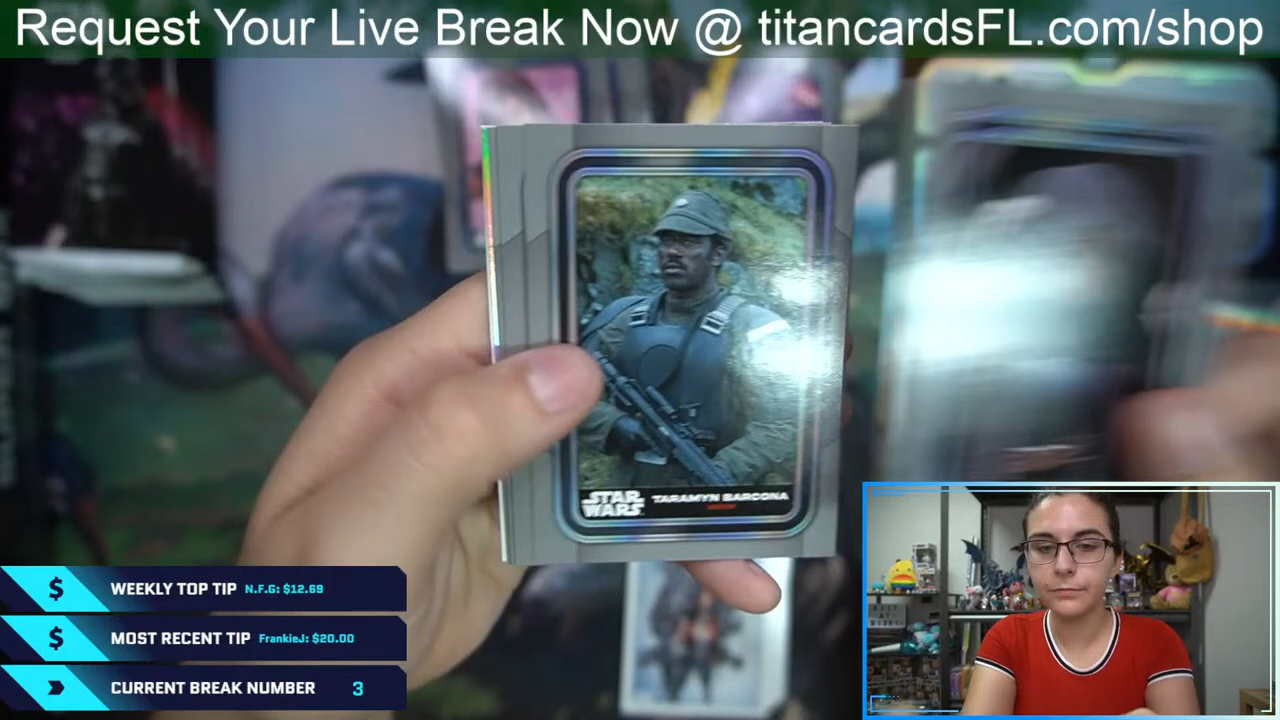 Request Your Live Break Now @ titancardsFL.com/shop
STAR
WARS
TARAMYN BARCONA
WEEKLY TOP TIP N.F.G: $12.69
MOST RECENT TIP FrankieJ: $20.00
CURRENT BREAK NUMBER 3